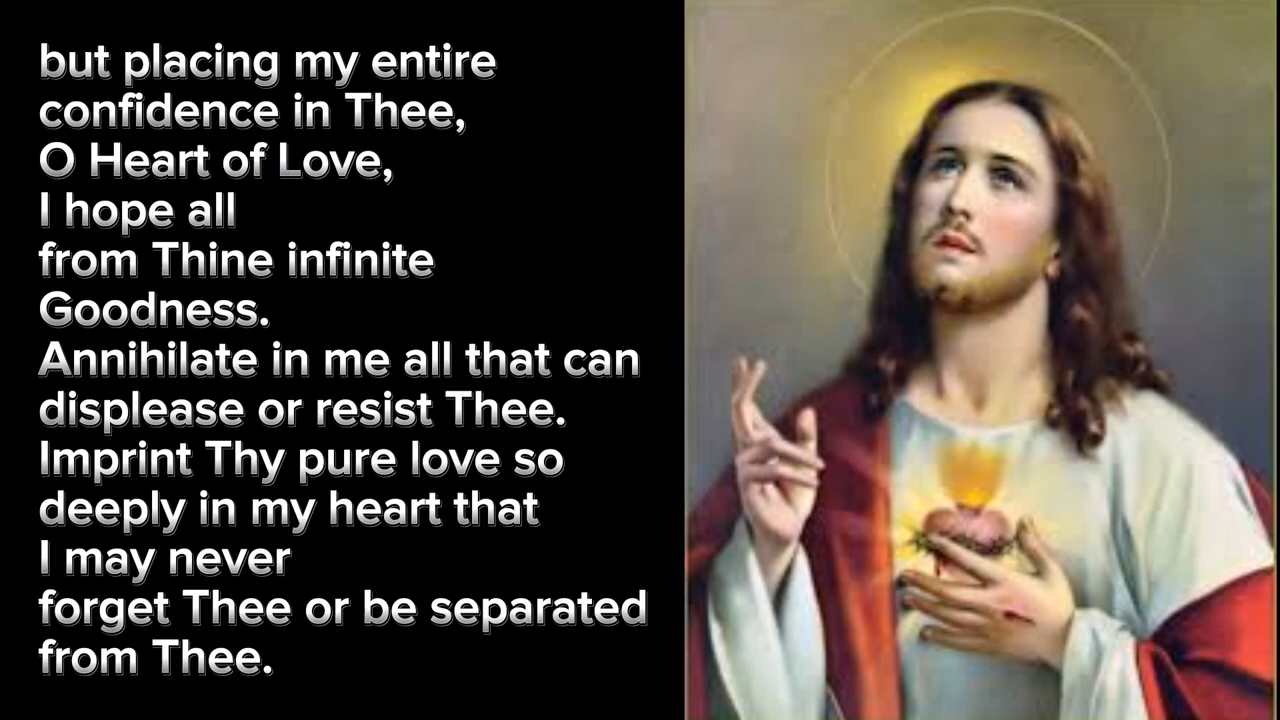 but placing my entire
confidence in Thee,
O Heart of Love,
I hope all
from Thine infinite
Goodness.
Annihilate in me all that can
displease or resist Thee.
Imprint Thy pure love so
deeply in my heart that
I may never
forget Thee or be separated
from Thee.